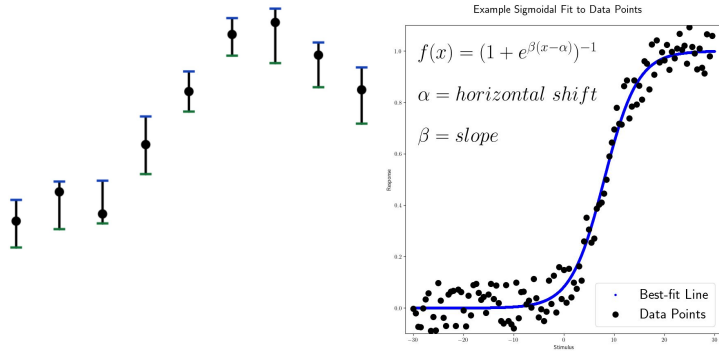 Example Sigmoidal Fit to Data Points
f(x) = (1 + e^{β(x−α)})^{−1}
α = horizontal shift
β = slope
Response
1.0
0.8
0.6
0.4
0.2
0.0
−30
−20
−10
0
10
20
30
Stimulus
Best-fit Line
Data Points